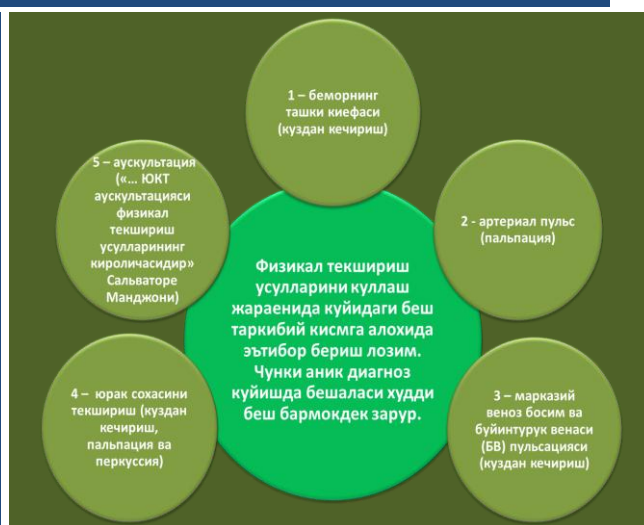 1 – беморнинг
ташки киефаси
(куздан кечириш)
2 - артериал пульс
(пальпация)
3 – марказий
веноз босим ва
буйинтурук венаси
(БВ) пульсацияси
(куздан кечириш)
4 – юрак сохасини
текшириш (куздан
кечириш,
пальпация ва
перкуссия)
5 – аускультация
(«... ЮКТ
аускультацияси
физикал
текшириш
усулларининг
кироличасидир»
Сальваторе
Манджони)
Физикал текшириш
усулларини куллаш
жараенида куйидаги беш
таркибий кисмга алохида
эътибор бериш лозим.
Чунки аник диагноз
куйишда бешаласи худди
беш бармокдек зарур.